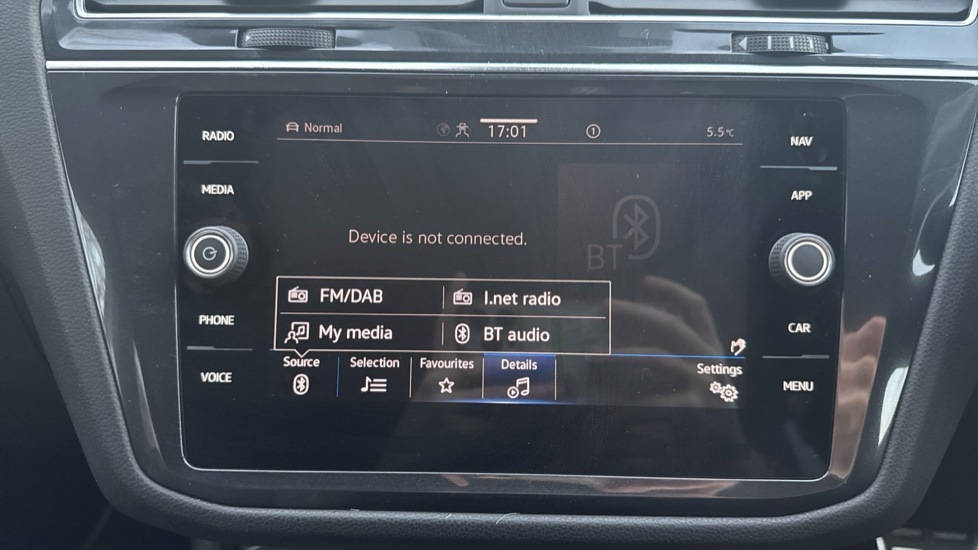 RADIO
MEDIA
PHONE
VOICE
Normal 17:01 1 5.5°C
BT
Device is not connected.
FM/DAB I.net radio
My media BT audio
Source Selection Favourites Details Settings
NAV
APP
CAR
MENU